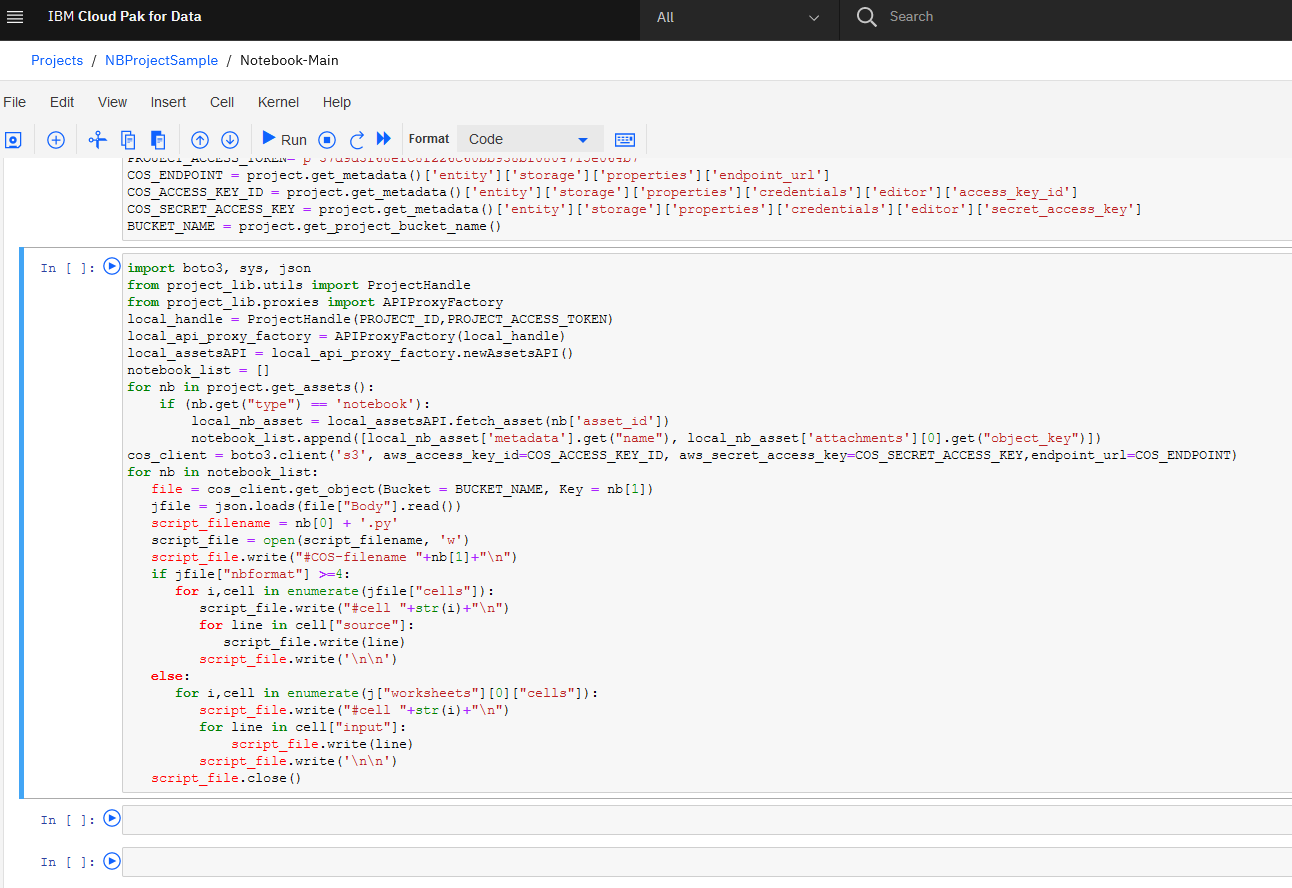 IBM Cloud Pak for Data
All
Search
Projects / NBProjectSample / Notebook-Main
File Edit View Insert Cell Kernel Help
Run
Format
Code
COS_ENDPOINT = project.get_metadata()['entity']['storage']['properties']['endpoint_url']
COS_ACCESS_KEY_ID = project.get_metadata()['entity']['storage']['properties']['credentials']['editor']['access_key_id']
COS_SECRET_ACCESS_KEY = project.get_metadata()['entity']['storage']['properties']['credentials']['editor']['secret_access_key']
BUCKET_NAME = project.get_project_bucket_name()
In [ ]:
import boto3, sys, json
from project_lib.utils import ProjectHandle
from project_lib.proxies import APIProxyFactory
local_handle = ProjectHandle(PROJECT_ID,PROJECT_ACCESS_TOKEN)
local_api_proxy_factory = APIProxyFactory(local_handle)
local_assetsAPI = local_api_proxy_factory.newAssetsAPI()
notebook_list = []
for nb in project.get_assets():
    if (nb.get("type") == 'notebook'):
        local_nb_asset = local_assetsAPI.fetch_asset(nb['asset_id'])
        notebook_list.append([local_nb_asset['metadata'].get("name"), local_nb_asset['attachments'][0].get("object_key")])
cos_client = boto3.client('s3', aws_access_key_id=COS_ACCESS_KEY_ID, aws_secret_access_key=COS_SECRET_ACCESS_KEY,endpoint_url=COS_ENDPOINT)
for nb in notebook_list:
   file = cos_client.get_object(Bucket = BUCKET_NAME, Key = nb[1])
   jfile = json.loads(file["Body"].read())
   script_filename = nb[0] + '.py'
   script_file = open(script_filename, 'w')
   script_file.write("#COS-filename "+nb[1]+"\n")
   if jfile["nbformat"] >=4:
      for i,cell in enumerate(jfile["cells"]):
         script_file.write("#cell "+str(i)+"\n")
         for line in cell["source"]:
            script_file.write(line)
         script_file.write('\n\n')
   else:
      for i,cell in enumerate(j["worksheets"][0]["cells"]):
         script_file.write("#cell "+str(i)+"\n")
         for line in cell["input"]:
             script_file.write(line)
         script_file.write('\n\n')
   script_file.close()
In [ ]:
In [ ]: